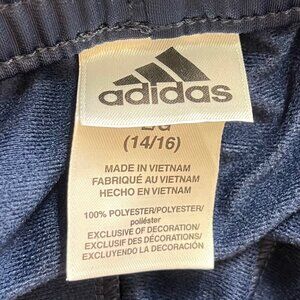 adidas
(14/16)
MADE IN VIETNAM
FABRIQUÉ AU VIETNAM
HECHO EN VIETNAM
100% POLYESTER/POLYESTER/
poliéster
EXCLUSIVE OF DECORATION/
EXCLUSIF DES DÉCORATIONS/
EXCLUYENDO LA DECORACIÓN